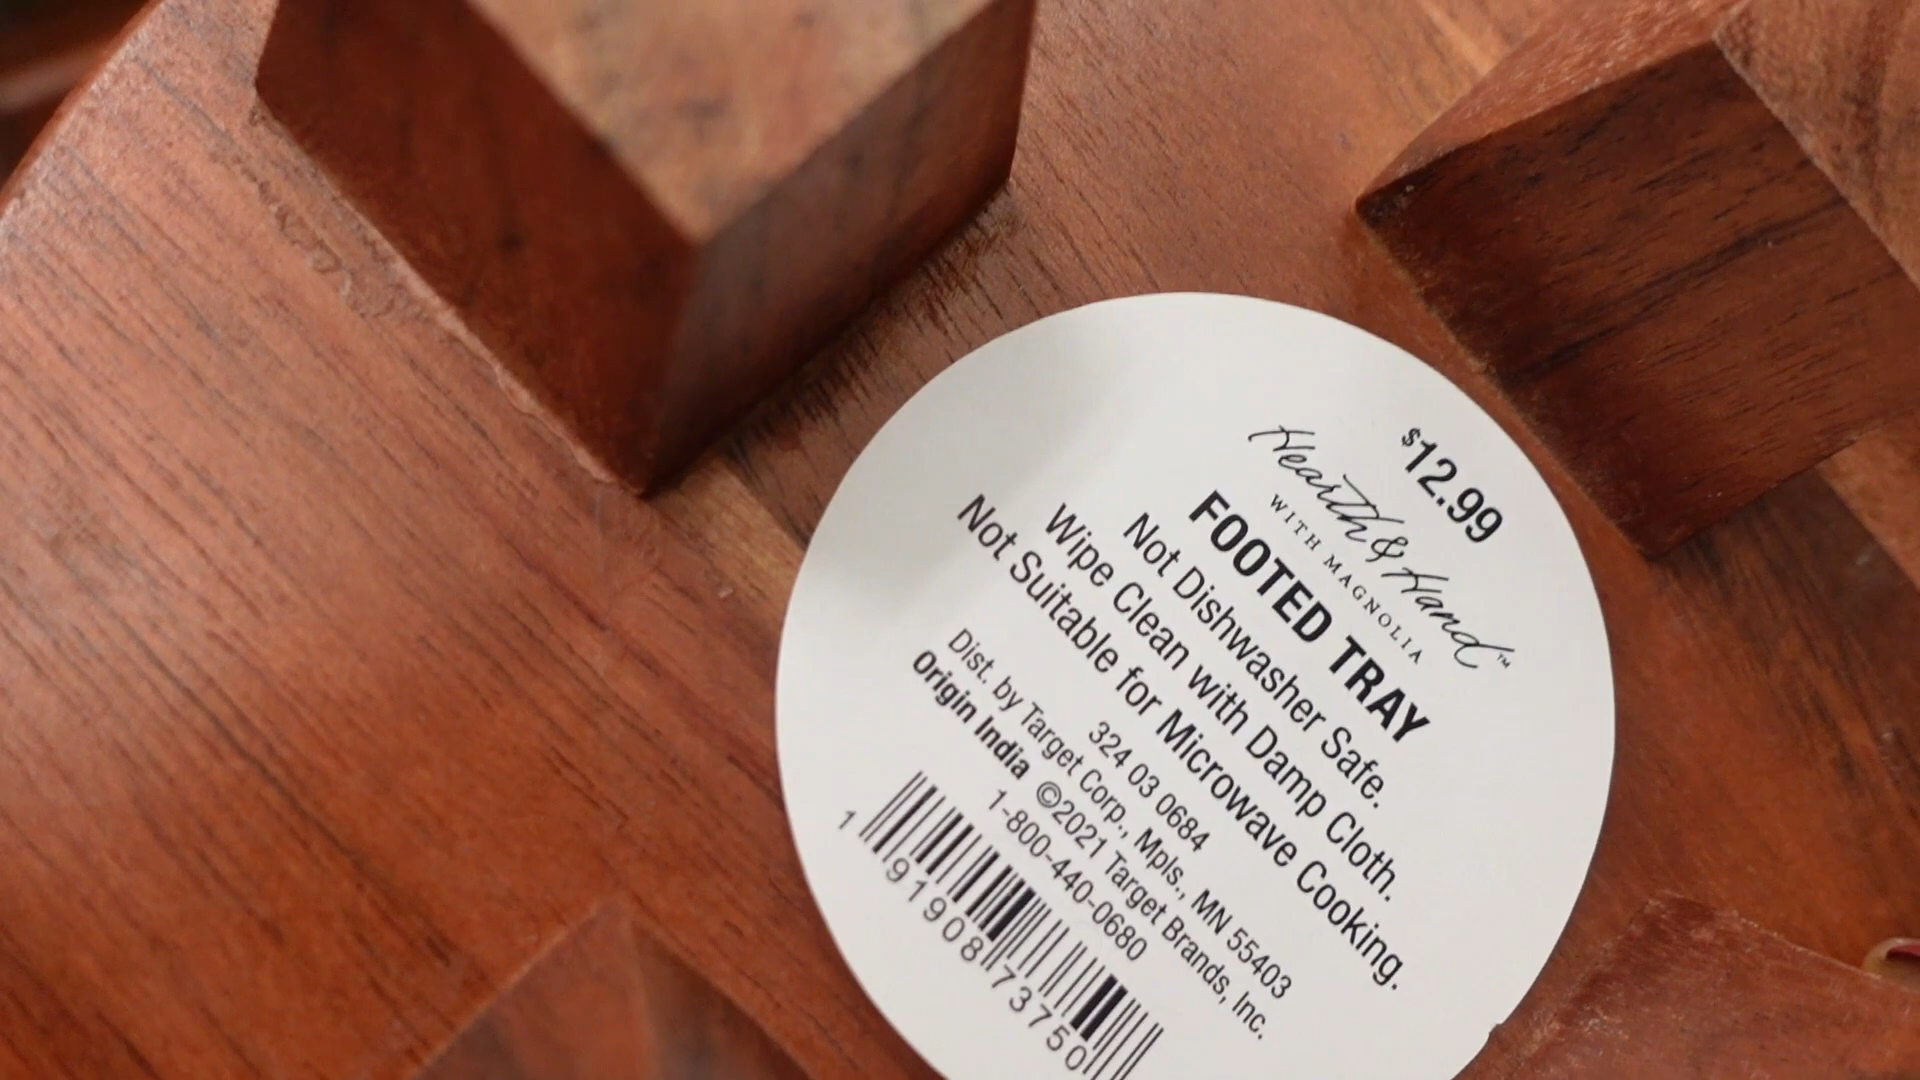 $12.99
Hearth & Hand™
WITH MAGNOLIA
FOOTED TRAY
Not Dishwasher Safe.
Wipe Clean with Damp Cloth.
Not Suitable for Microwave Cooking.
324 03 0684
Dist. by Target Corp., Mpls., MN 55403
Origin India ©2021 Target Brands, Inc.
1-800-440-0680
1 91908 73750